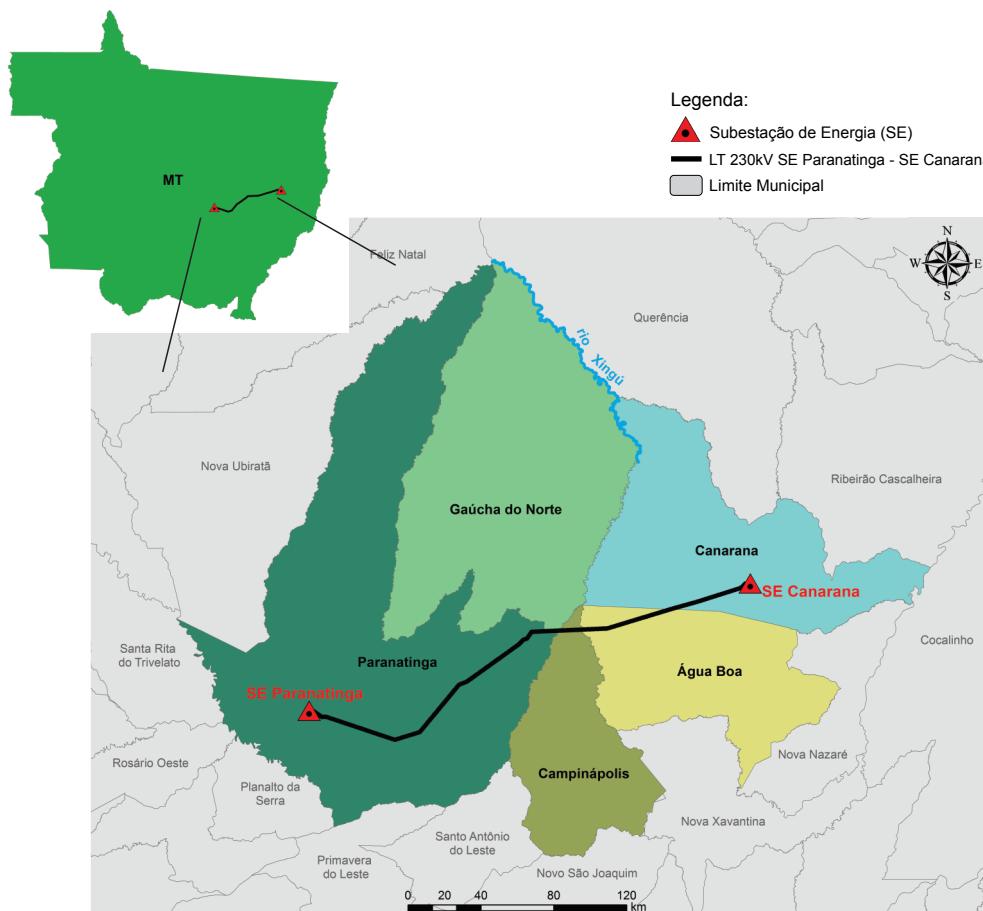 MT
Legenda:
Subestação de Energia (SE)
LT 230kV SE Paranatinga - SE Canarana
Limite Municipal
N
W
E
S
Feliz Natal
Querência
rio Xingú
Nova Ubiratã
Ribeirão Cascalheira
Gaúcha do Norte
Canarana
SE Canarana
Cocalinho
Santa Rita
do Trivelato
Paranatinga
Água Boa
SE Paranatinga
Nova Nazaré
Rosário Oeste
Campinápolis
Planalto da
Serra
Nova Xavantina
Santo Antônio
do Leste
Primavera
do Leste
Novo São Joaquim
0 20 40 80 120
km